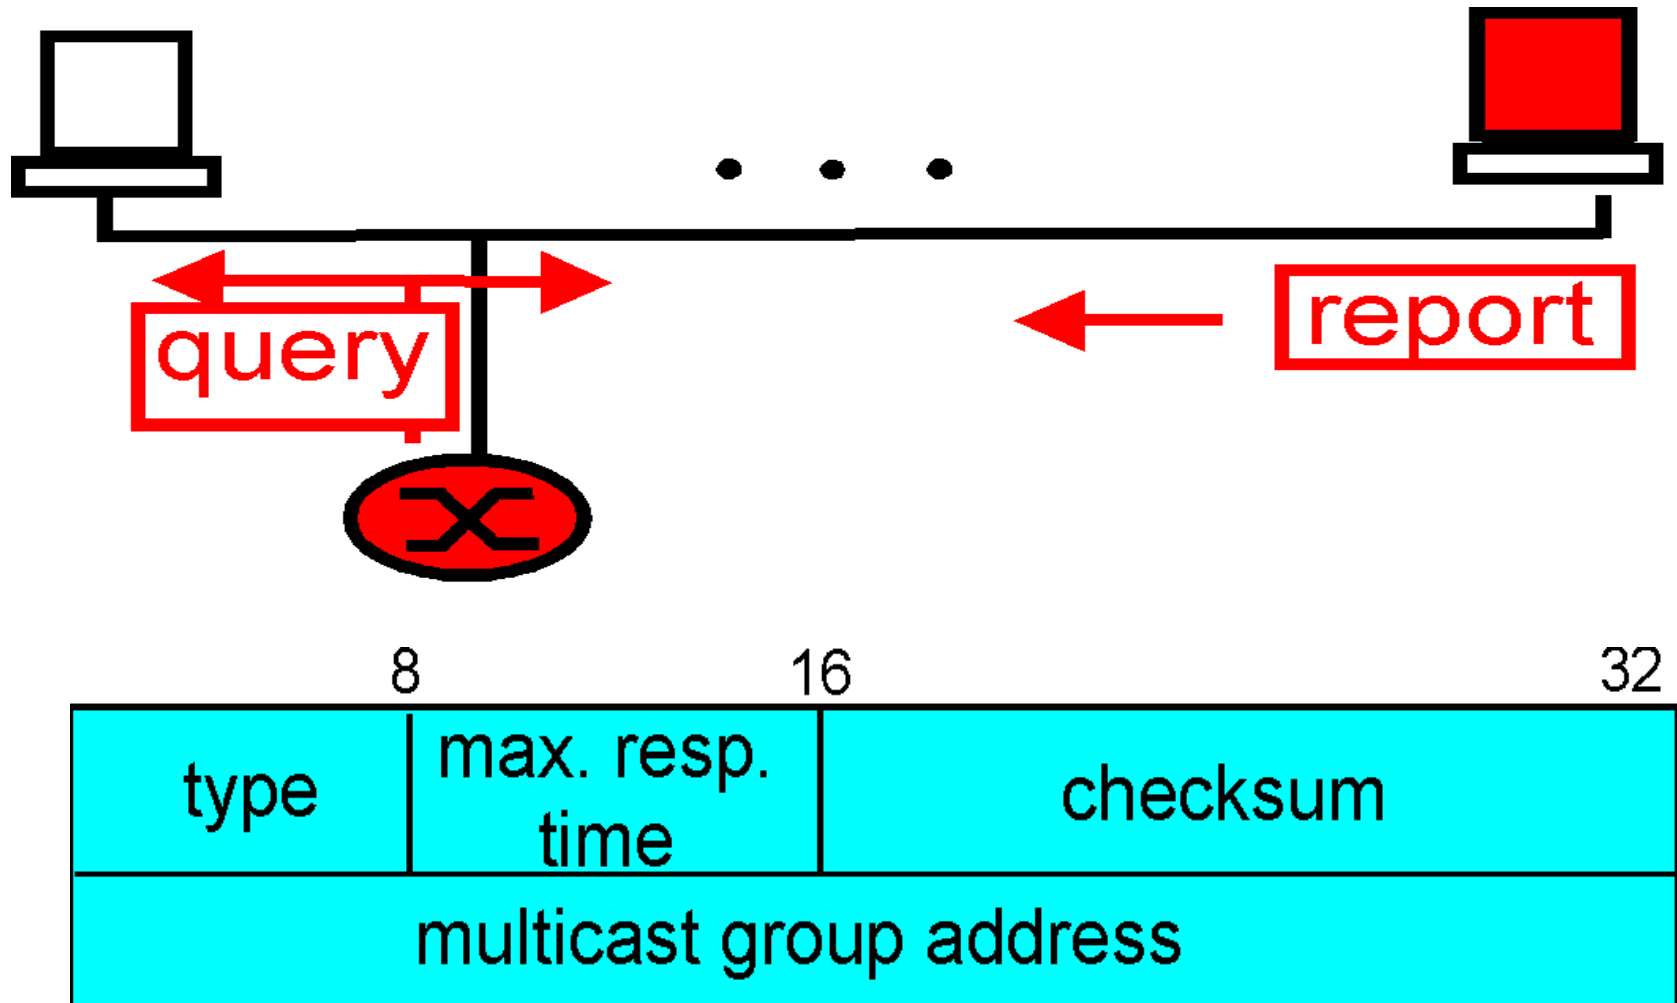 query
report
8 16 32
type
max. resp.
time
checksum
multicast group address